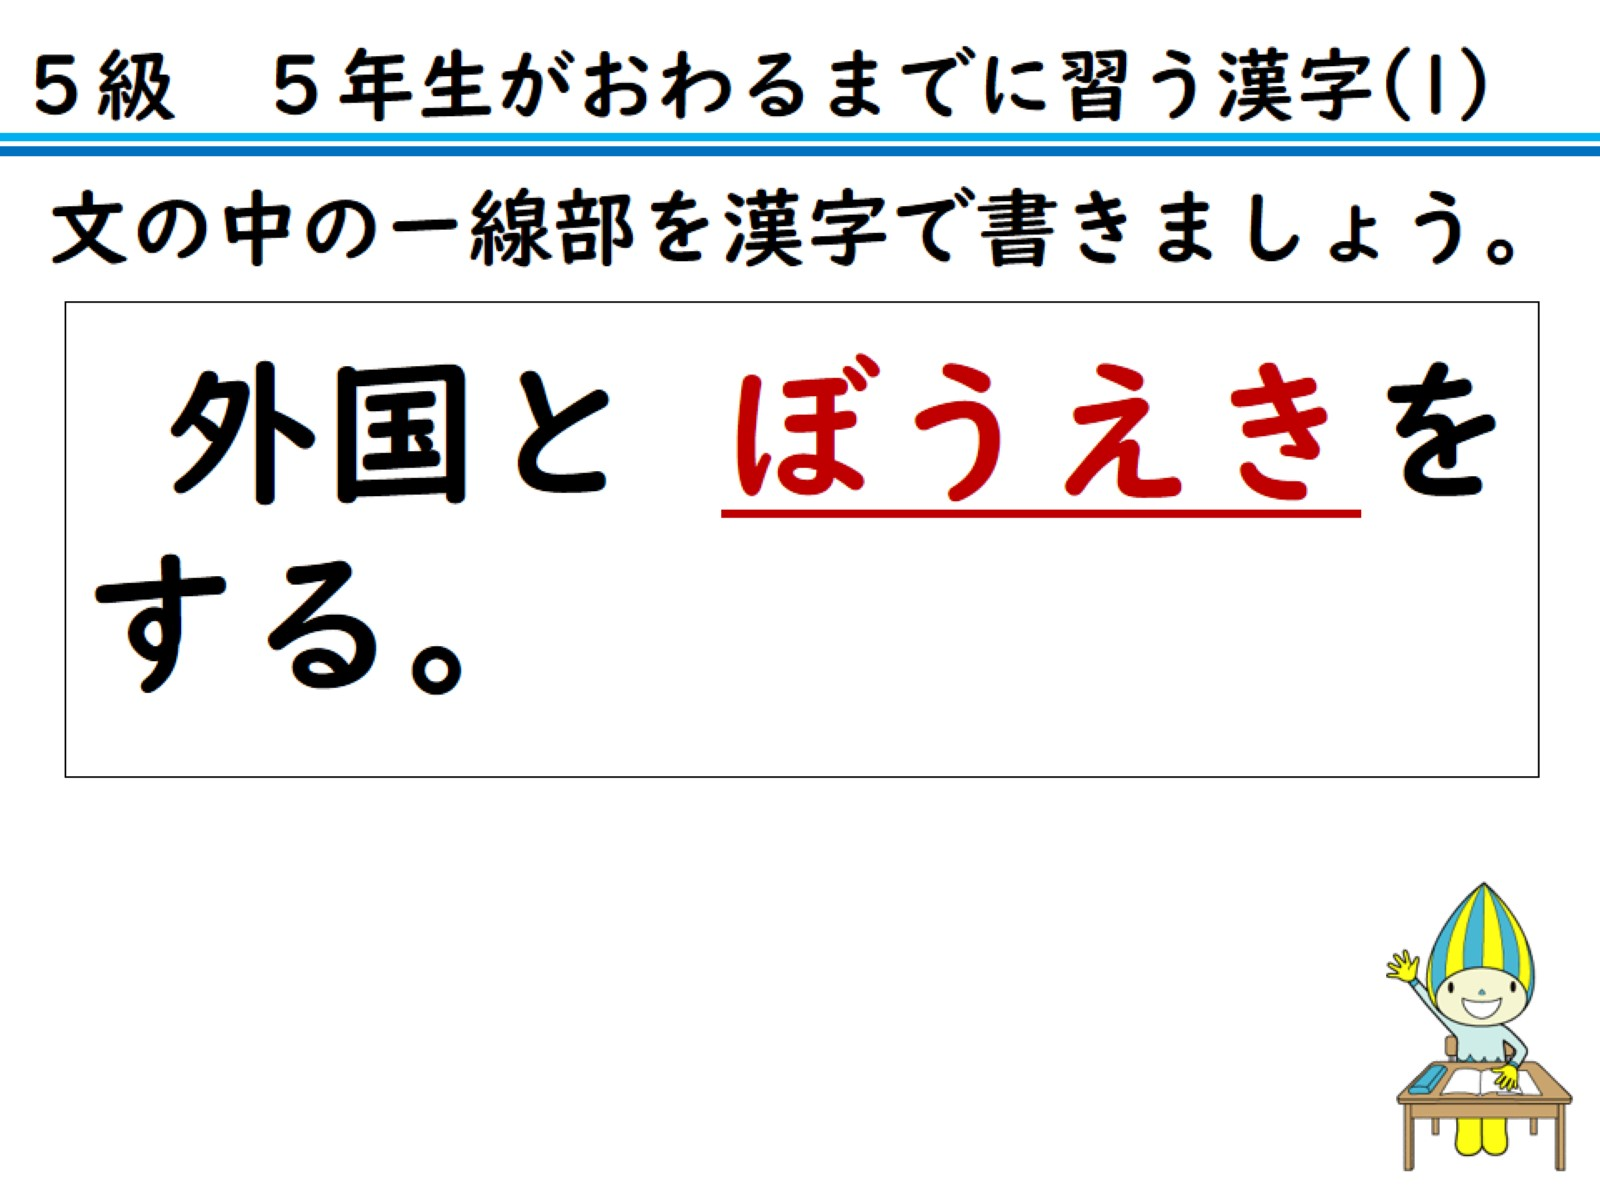 ５級　５年生がおわるまでに習う漢字(１)
文の中の一線部を漢字で書きましょう。
外国と ぼうえきを
する。